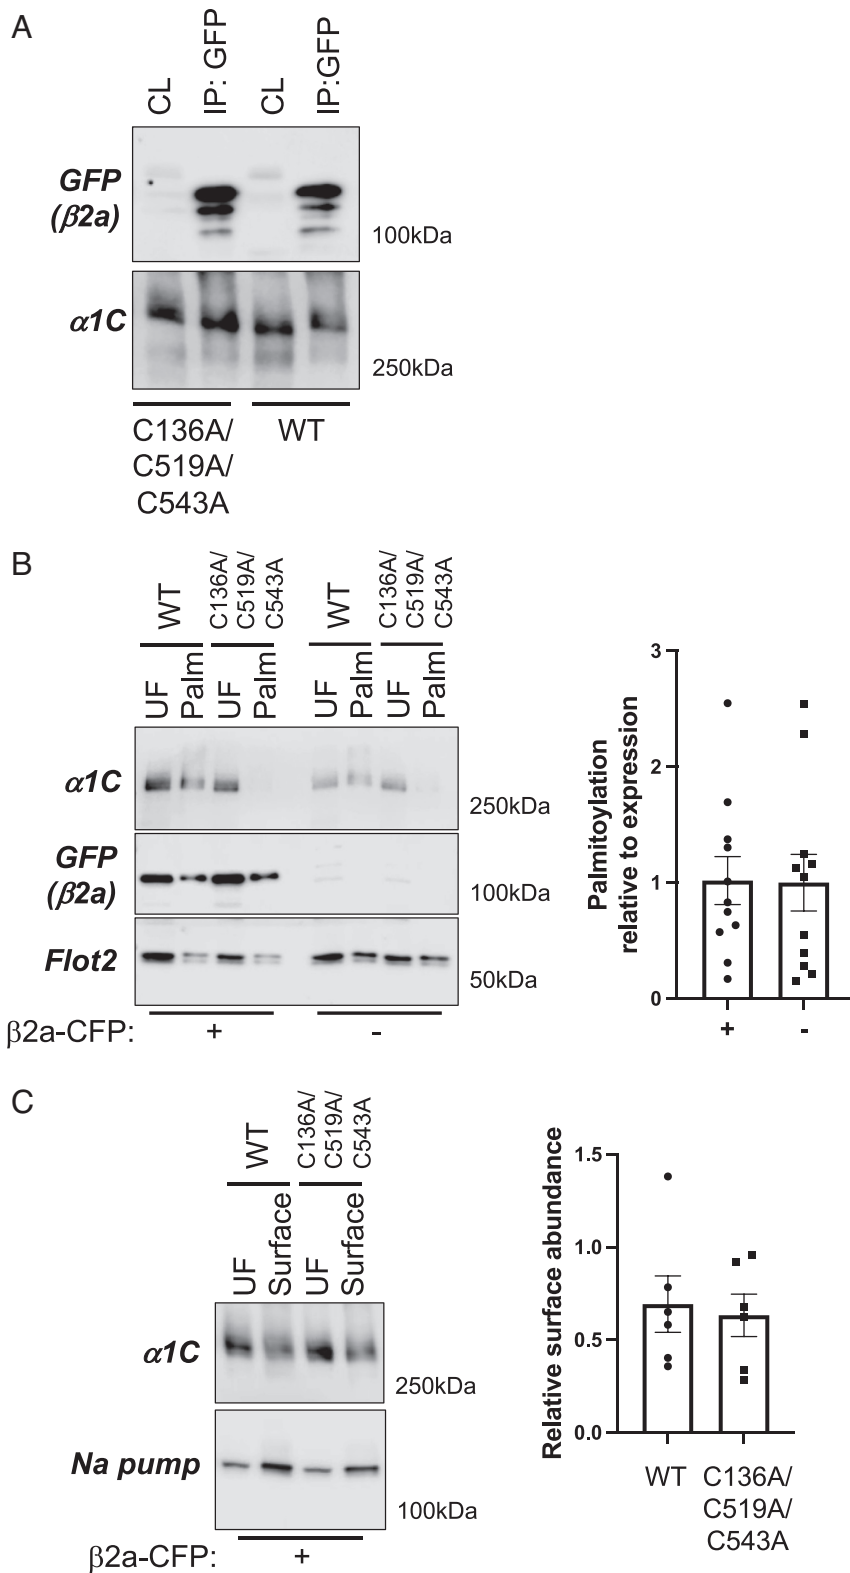 A
CL
IP: GFP
CL
IP:GFP
GFP
(β2a)
100kDa
α1C
250kDa
C136A/
C519A/
C543A
WT
B
WT
C136A/
C519A/
C543A
WT
C136A/
C519A/
C543A
UF
Palm
UF
Palm
UF
Palm
UF
Palm
α1C
250kDa
GFP
(β2a)
100kDa
Flot2
50kDa
β2a-CFP:
+
-
Palmitoylation
relative to expression
3
2
1
0
+
-
C
WT
C136A/
C519A/
C543A
UF
Surface
UF
Surface
α1C
250kDa
Na pump
100kDa
β2a-CFP:
+
Relative surface abundance
1.5
1.0
0.5
0.0
WT
C136A/
C519A/
C543A